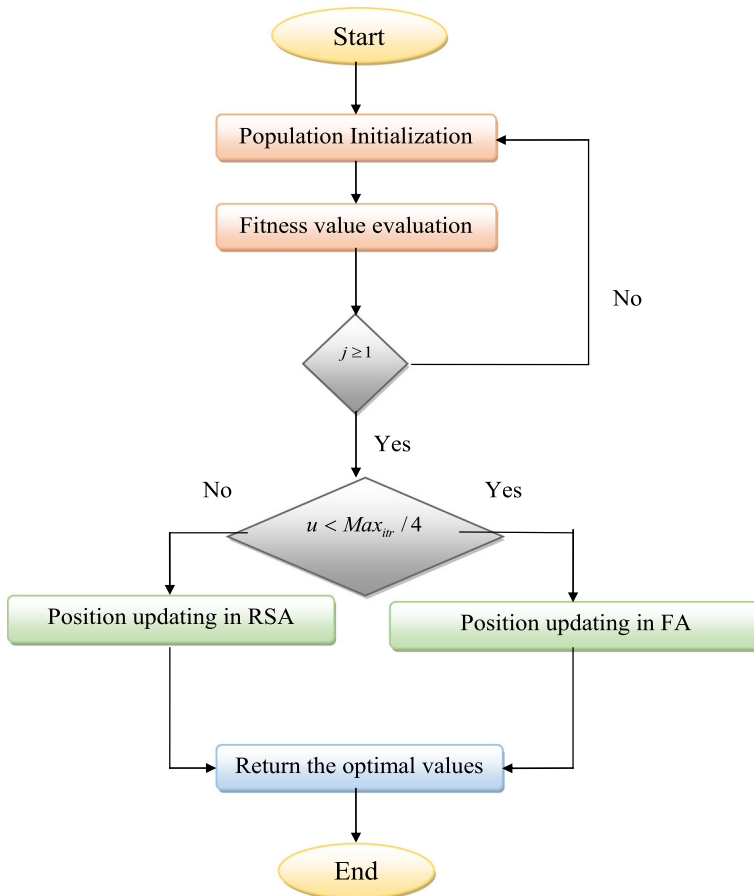 Start
Population Initialization
Fitness value evaluation
No
j ≥ 1
Yes
No
Yes
u < Max_itr / 4
Position updating in RSA
Position updating in FA
Return the optimal values
End